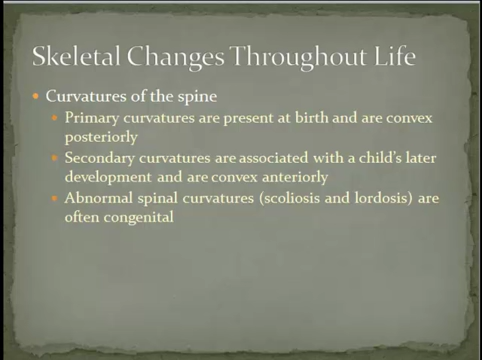 Skeletal Changes Throughout Life
Curvatures of the spine
Primary curvatures are present at birth and are convex
posteriorly
Secondary curvatures are associated with a child's later
development and are convex anteriorly
Abnormal spinal curvatures (scoliosis and lordosis) are
often congenital